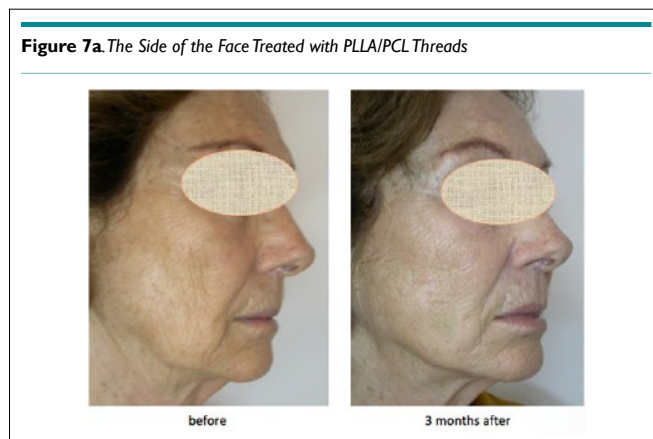 Figure 7a. The Side of the Face Treated with PLLA/PCL Threads
before
3 months after